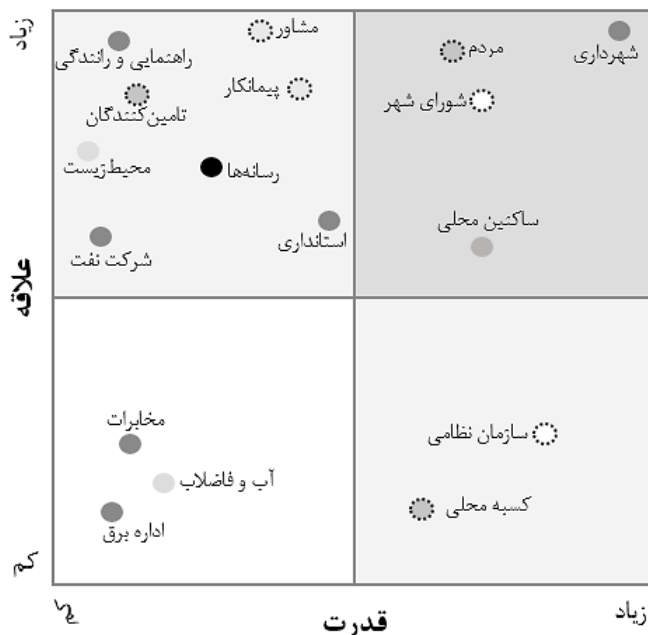 زیاد
مشاور
شهرداری
مردم
راهنمایی و رانندگی
پیمانکار
شورای شهر
تامین‌کنندگان
محیط‌زیست
رسانه‌ها
ساکنین محلی
استانداری
شرکت نفت
علاقه
مخابرات
سازمان نظامی
آب و فاضلاب
کسبه محلی
اداره برق
کم
زیاد
قدرت
کم